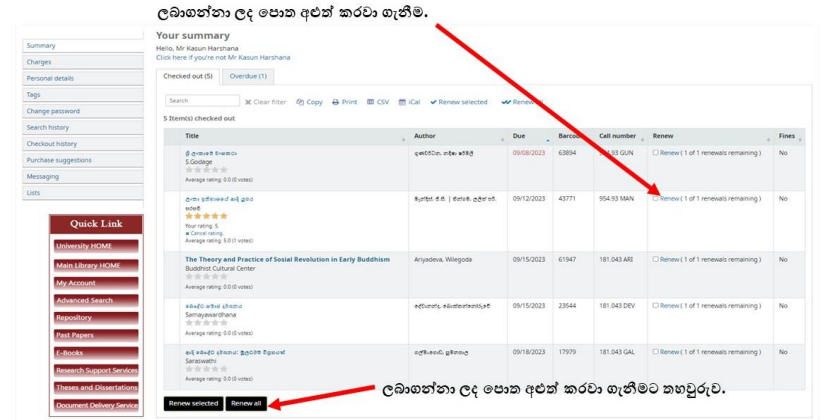 ලබාගන්නා ලද පොත අළුත් කරවා ගැනීම.
Your summary
Hello, Mr Kasun Harshana
Click here if you're not Mr Kasun Harshana
Summary
Charges
Personal details
Tags
Change password
Search history
Checkout history
Purchase suggestions
Messaging
Lists
Quick Link
University HOME
Main Library HOME
My Account
Advanced Search
Repository
Past Papers
E-Books
Research Support Services
Theses and Dissertations
Document Delivery Service
Checked out (5) Overdue (1)
Search Clear filter Copy Print CSV iCal Renew selected
5 Item(s) checked out
Title Author Due Call number Renew Fines
S.Godage 09/08/2023 63894 GUN Renew ( 1 of 1 renewals remaining ) No
Average rating: 0.0 (0 votes)
09/12/2023 43771 954.93 MAN Renew ( 1 of 1 renewals remaining ) No
Your rating: 5.
Cancel rating.
Average rating: 5.0 (1 votes)
The Theory and Practice of Sosial Revolution in Early Buddhism Ariyadeva, Wilegoda 09/15/2023 61947 181.043 ARI Renew ( 1 of 1 renewals remaining ) No
Buddhist Cultural Center
Average rating: 0.0 (0 votes)
09/15/2023 23544 181.043 DEV Renew ( 1 of 1 renewals remaining ) No
Samayawardhana
Average rating: 0.0 (0 votes)
09/18/2023 17979 181.043 GAL Renew ( 1 of 1 renewals remaining ) No
Saraswathi
Average rating: 0.0 (0 votes)
ලබාගන්නා ලද පොත අළුත් කරවා ගැනීමට තහවුරුව.
Renew selected Renew all